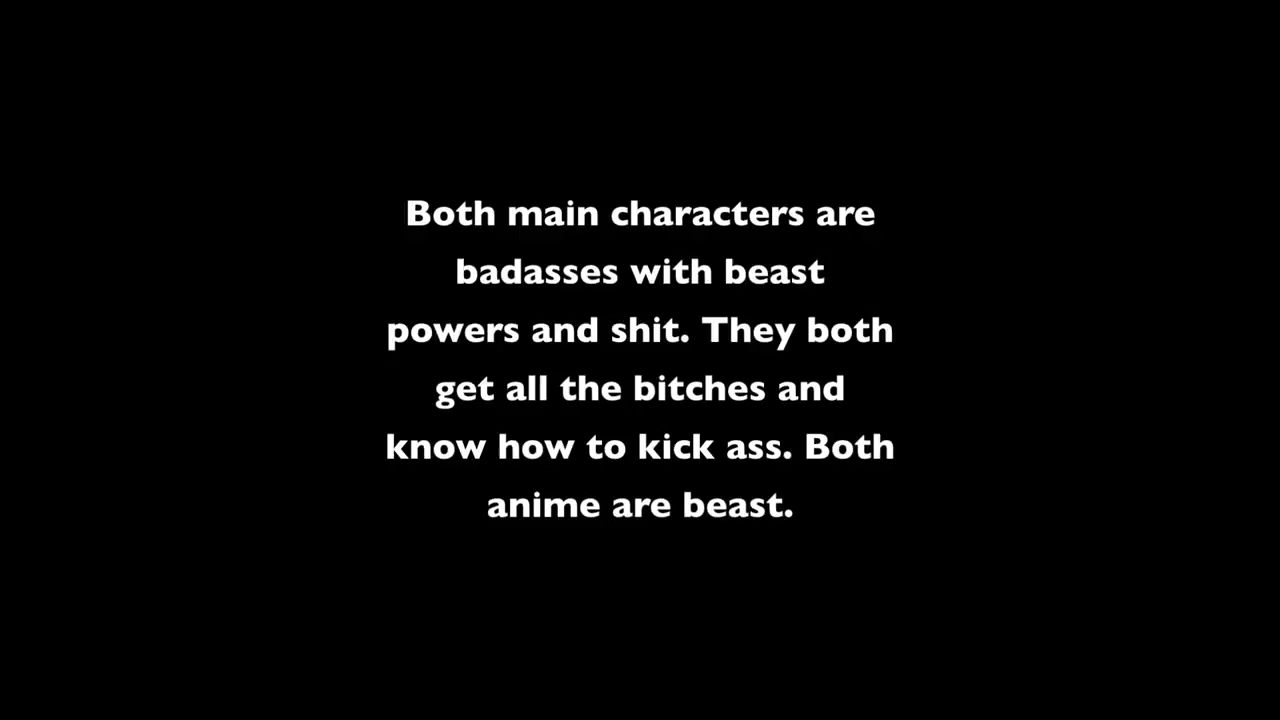 Both main characters are
badasses with beast
powers and shit. They both
get all the bitches and
know how to kick ass. Both
anime are beast.